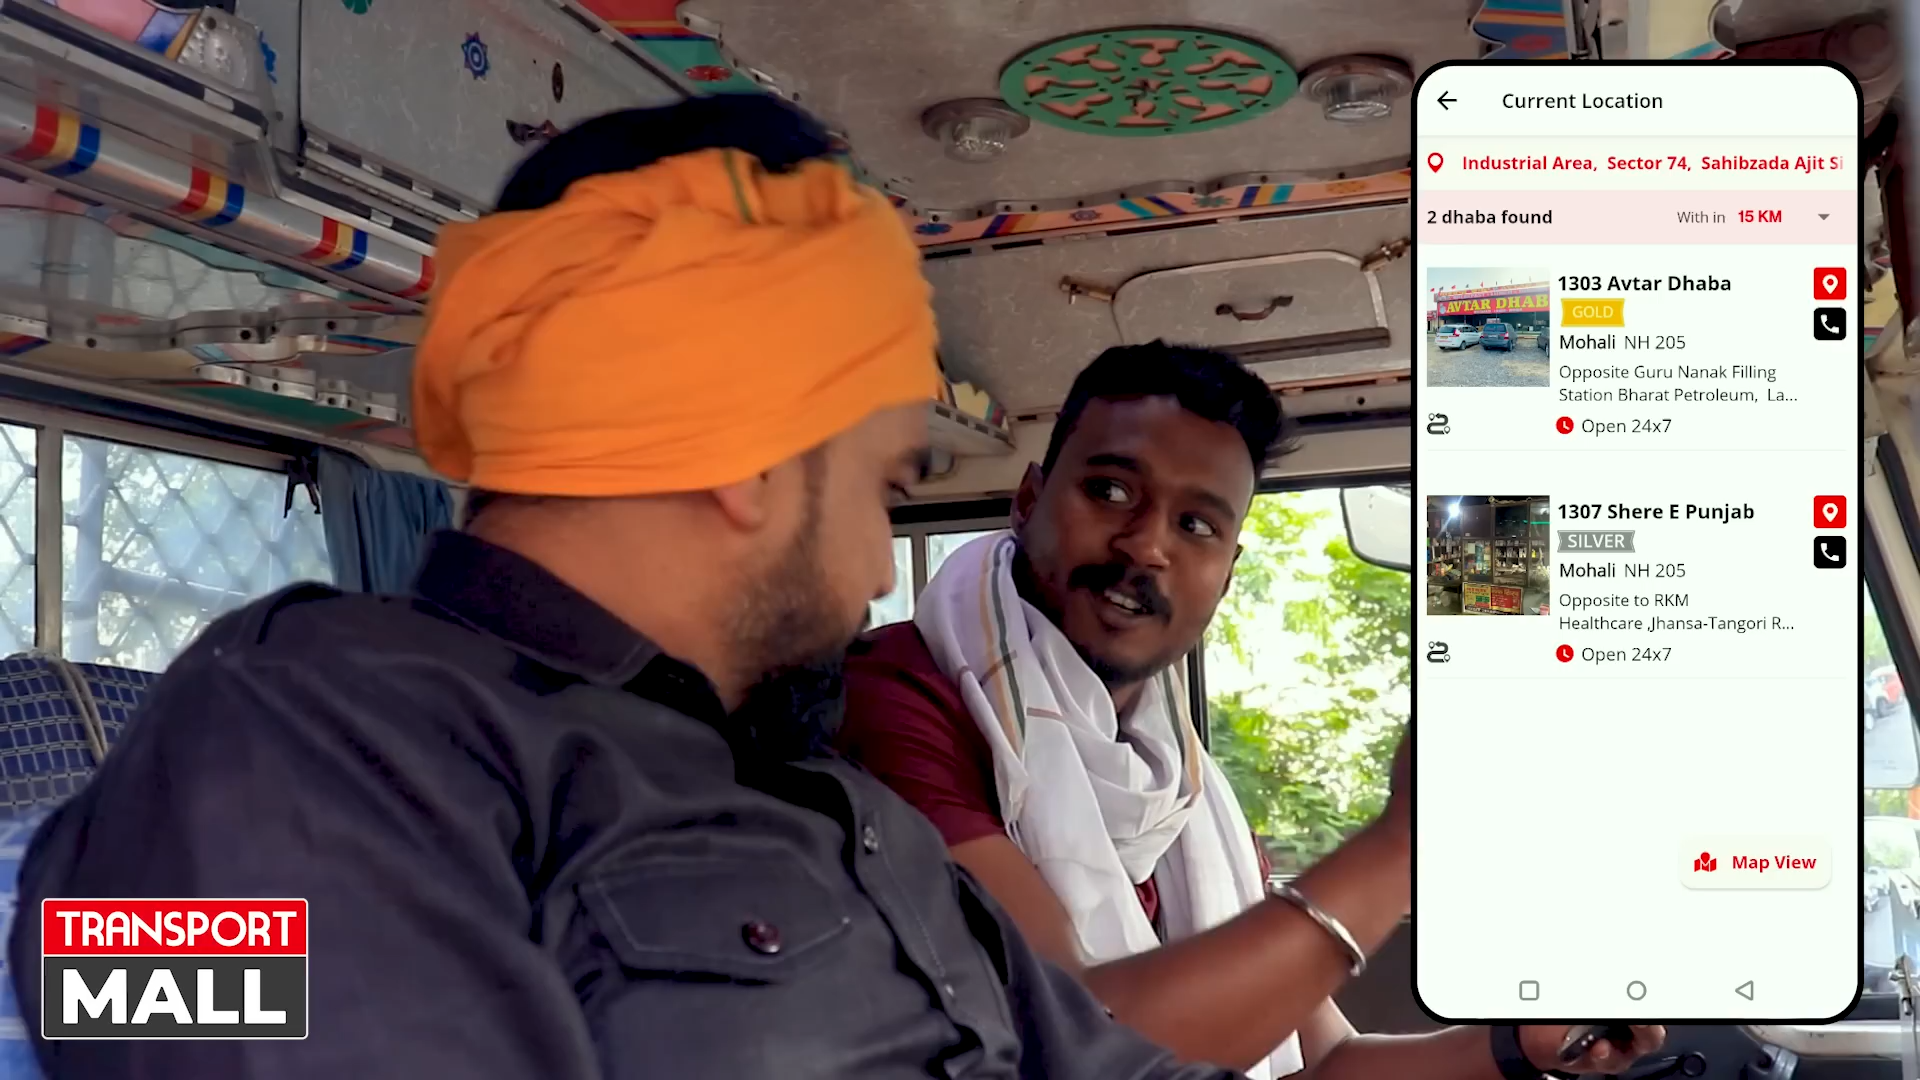 Current Location
Industrial Area, Sector 74, Sahibzada Ajit Si
2 dhaba found
With in 15 KM
AVTAR DHAB
1303 Avtar Dhaba
GOLD
Mohali NH 205
Opposite Guru Nanak Filling
Station Bharat Petroleum, La...
Open 24x7
1307 Shere E Punjab
SILVER
Mohali NH 205
Opposite to RKM
Healthcare ,Jhansa-Tangori R...
Open 24x7
Map View
TRANSPORT
MALL